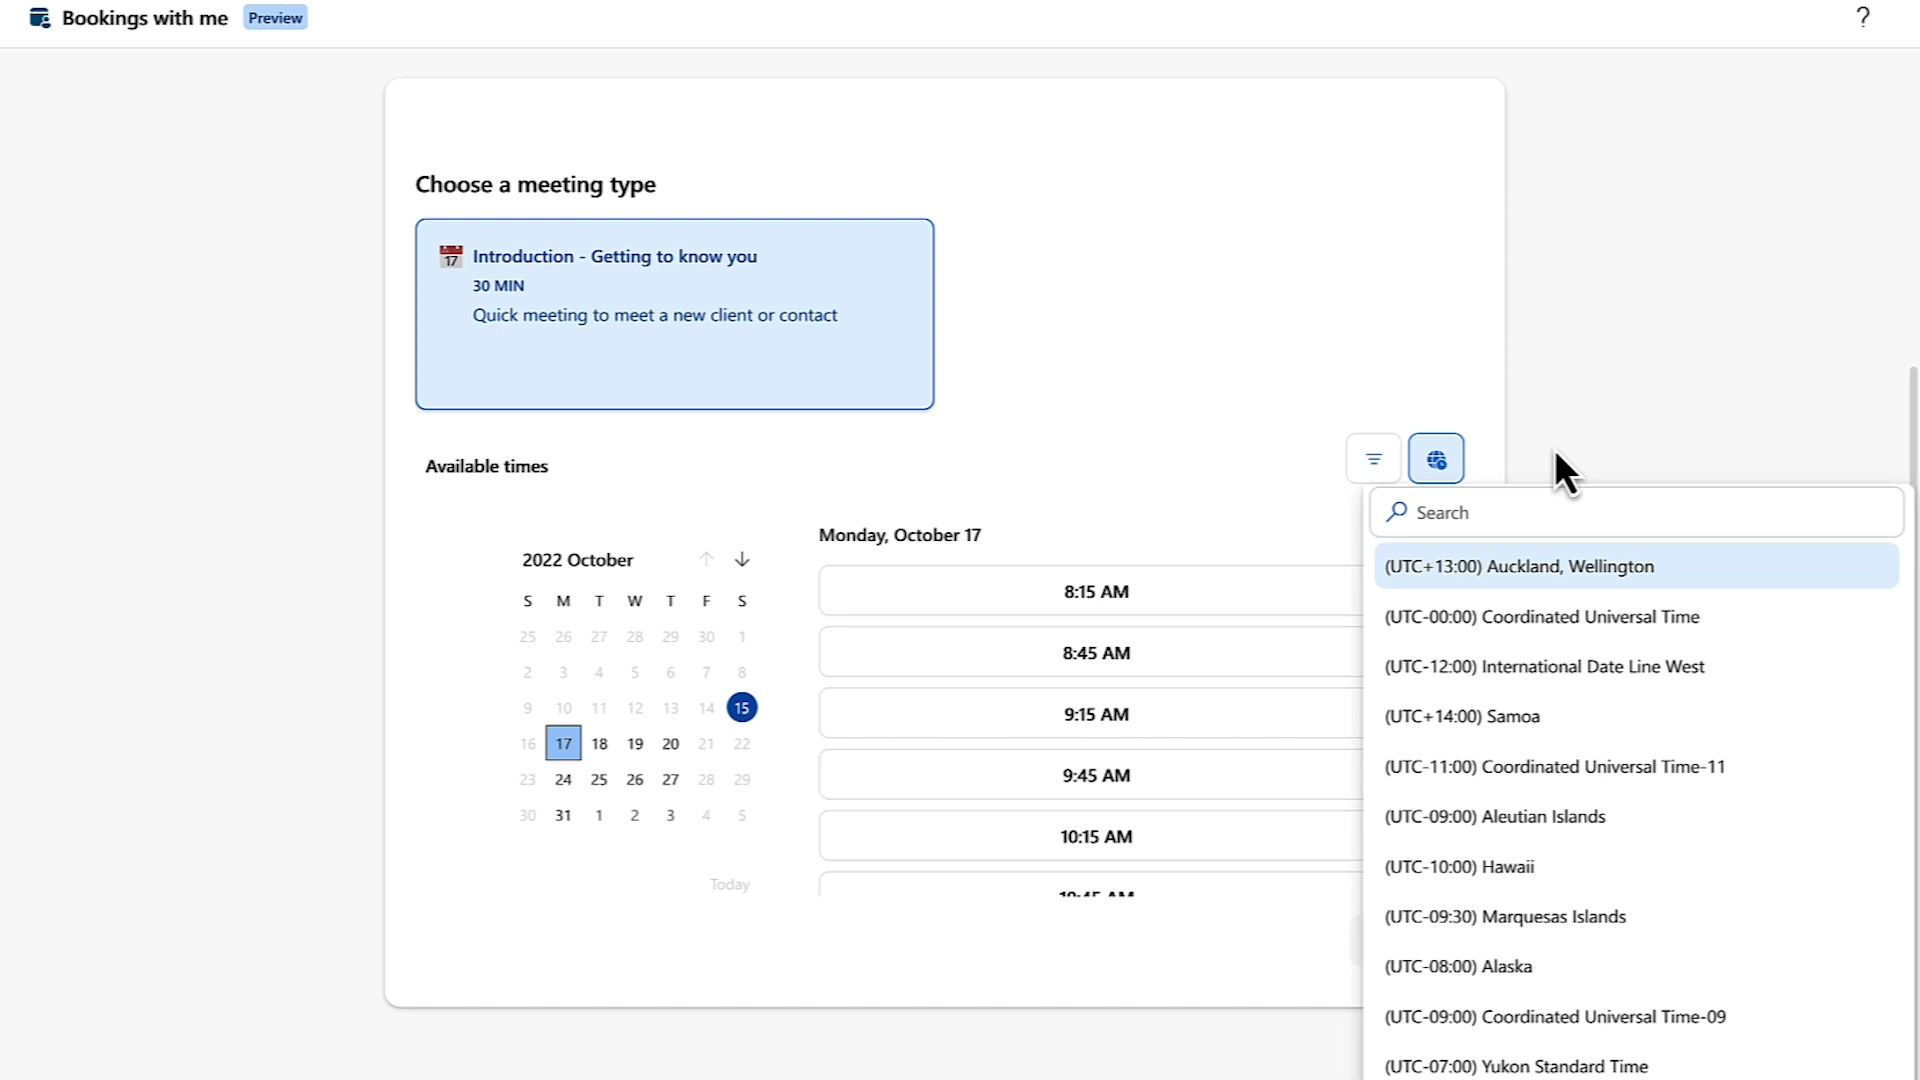 Bookings with me Preview ?
Choose a meeting type
17 Introduction - Getting to know you
30 MIN
Quick meeting to meet a new client or contact
Available times
Search
Monday, October 17
2022 October
S M T W T F S
25 26 27 28 29 30 1
2 3 4 5 6 7 8
9 10 11 12 13 14 15
16 17 18 19 20 21 22
23 24 25 26 27 28 29
30 31 1 2 3 4 5
Today
8:15 AM
8:45 AM
9:15 AM
9:45 AM
10:15 AM
10:45 AM
(UTC+13:00) Auckland, Wellington
(UTC-00:00) Coordinated Universal Time
(UTC-12:00) International Date Line West
(UTC+14:00) Samoa
(UTC-11:00) Coordinated Universal Time-11
(UTC-09:00) Aleutian Islands
(UTC-10:00) Hawaii
(UTC-09:30) Marquesas Islands
(UTC-08:00) Alaska
(UTC-09:00) Coordinated Universal Time-09
(UTC-07:00) Yukon Standard Time